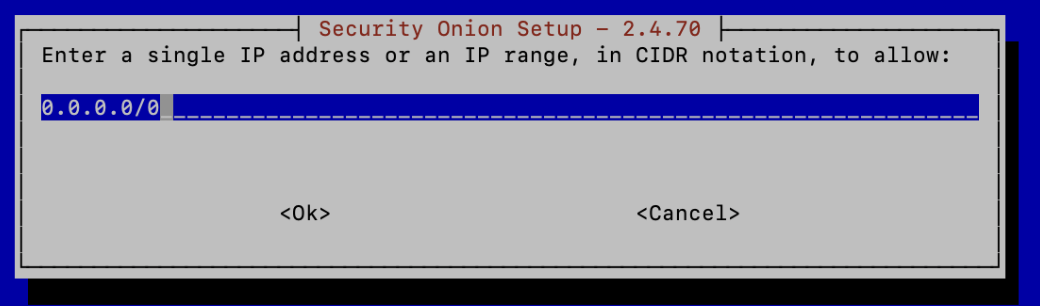 Security Onion Setup - 2.4.70
Enter a single IP address or an IP range, in CIDR notation, to allow:
0.0.0.0/0
<Ok> <Cancel>